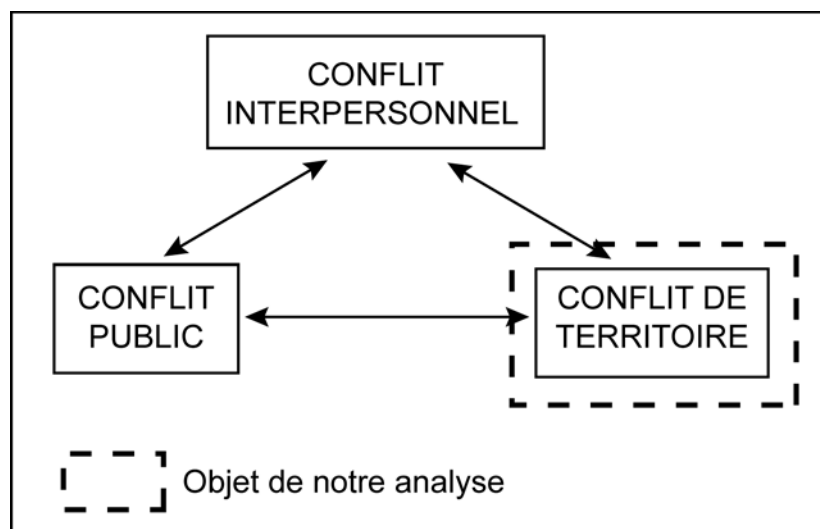 CONFLIT
INTERPERSONNEL
CONFLIT
PUBLIC
CONFLIT DE
TERRITOIRE
Objet de notre analyse